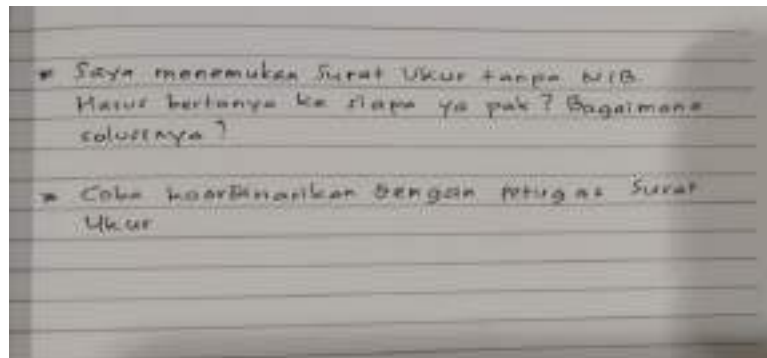 * Saya menemukan Surat Ukur tanpa NIB.
Harus bertanya ke siapa ya pak? Bagaimana
solusinya?
* Coba koordinasikan dengan petugas Surat
Ukur